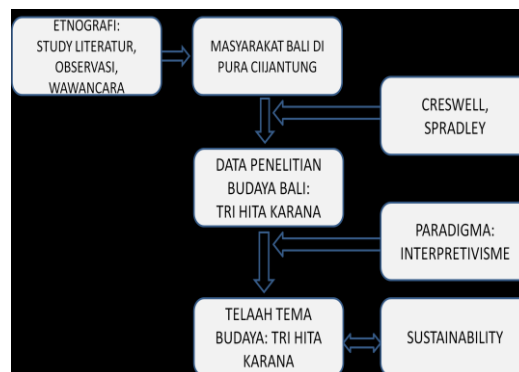 ETNOGRAFI:
STUDY LITERATUR,
OBSERVASI,
WAWANCARA
MASYARAKAT BALI DI
PURA CIIJANTUNG
CRESWELL,
SPRADLEY
DATA PENELITIAN
BUDAYA BALI:
TRI HITA KARANA
PARADIGMA:
INTERPRETIVISME
TELAAH TEMA
BUDAYA: TRI HITA
KARANA
SUSTAINABILITY